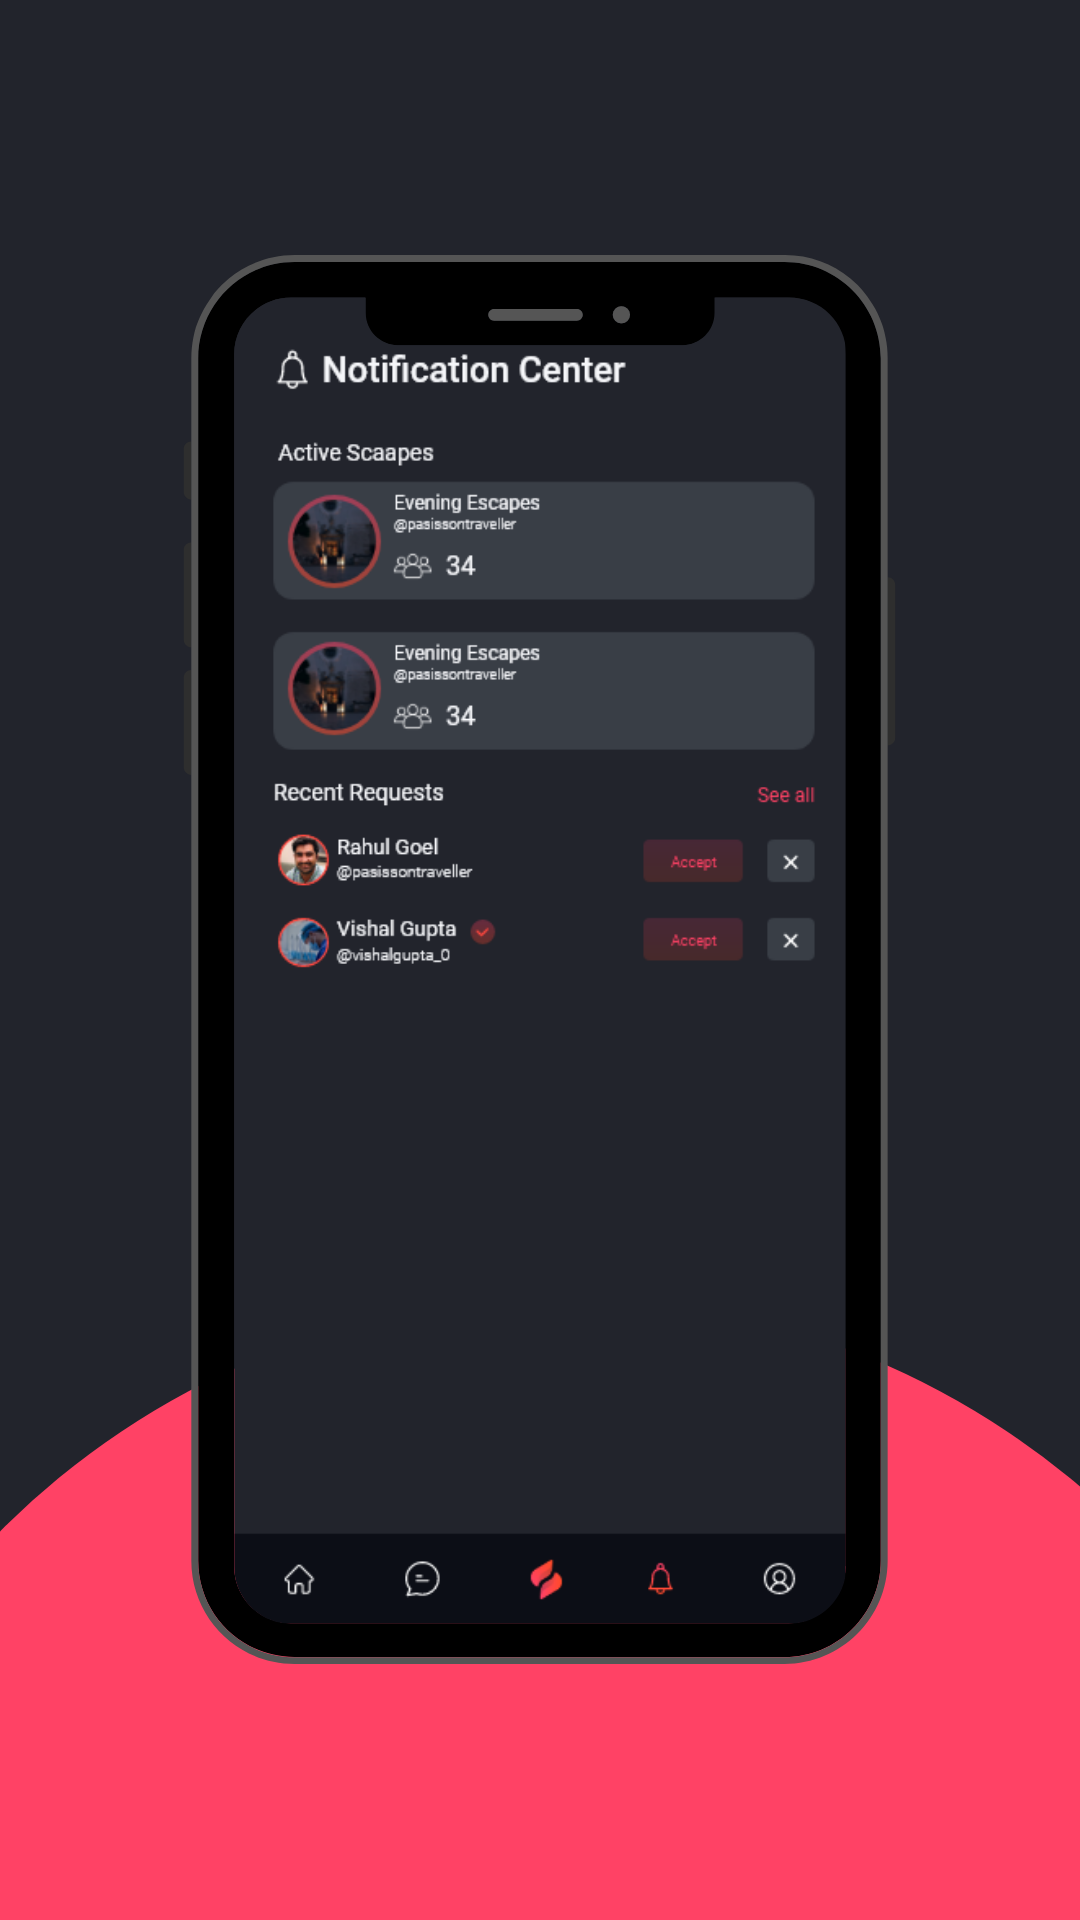 Notification Center
Active Scaapes
Evening Escapes
@pasissontraveller
34
Evening Escapes
@pasissontraveller
34
Recent Requests
See all
Rahul Goel
@pasissontraveller
Accept
Vishal Gupta
@vishalgupta_0
Accept